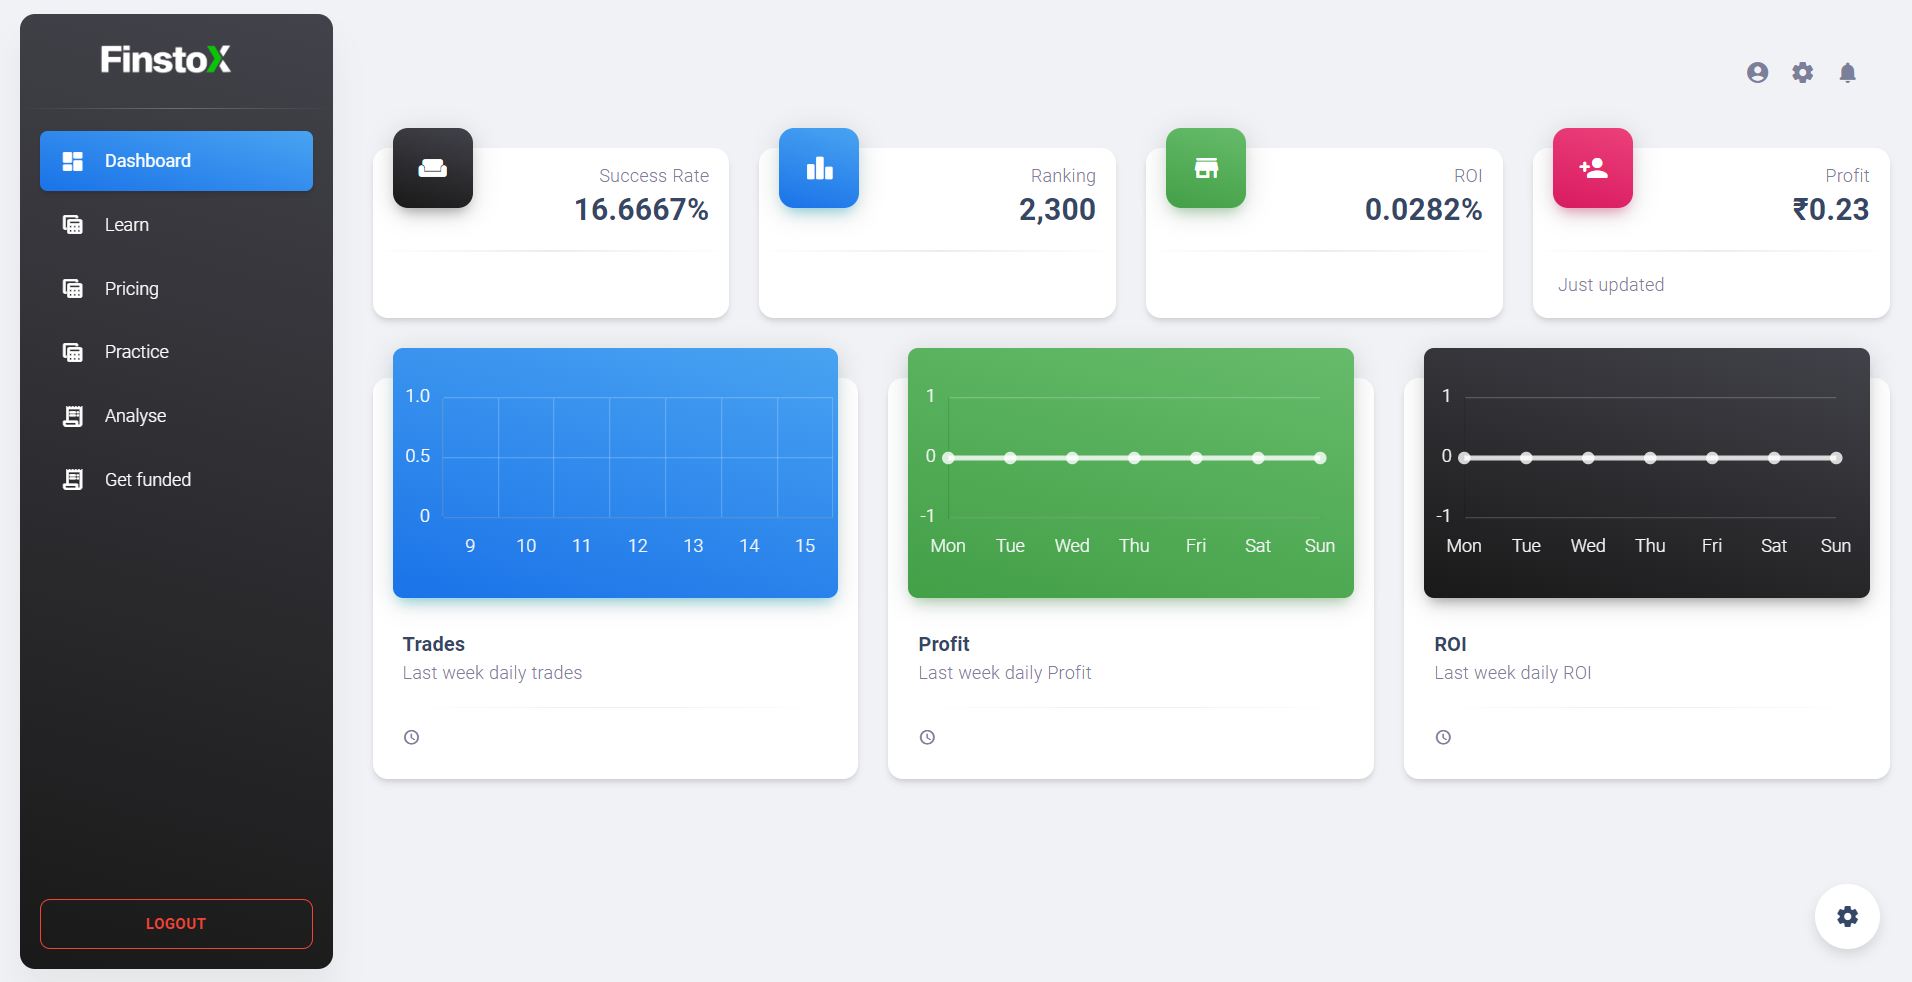 FinstoX
Dashboard
Learn
Pricing
Practice
Analyse
Get funded
LOGOUT
Success Rate
16.6667%
Ranking
2,300
ROI
0.0282%
Profit
₹0.23
Just updated
1.0
0.5
0
9 10 11 12 13 14 15
Trades
Last week daily trades
1
0
-1
Mon Tue Wed Thu Fri Sat Sun
Profit
Last week daily Profit
1
0
-1
Mon Tue Wed Thu Fri Sat Sun
ROI
Last week daily ROI